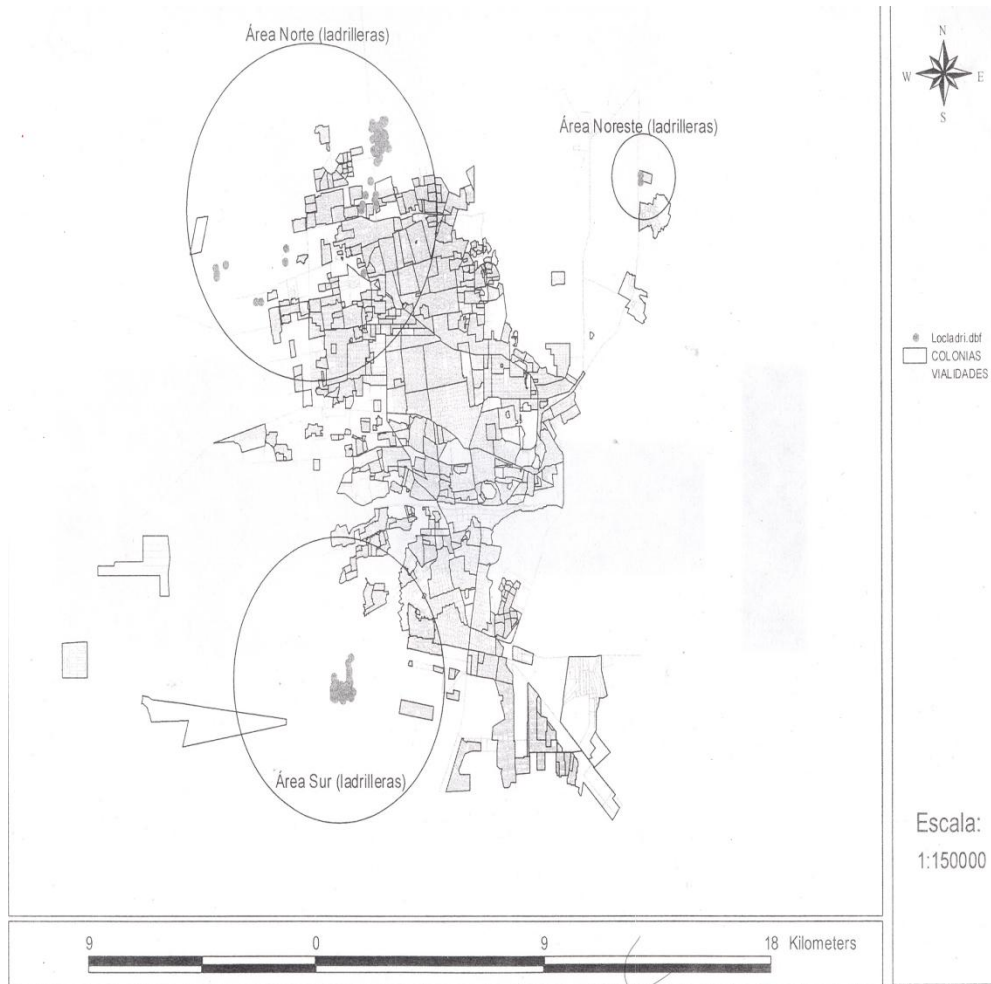 Área Norte (ladrilleras)
Área Noreste (ladrilleras)
Área Sur (ladrilleras)
N
W E
S
Locladri.dbf
COLONIAS
VIALIDADES
Escala:
1:150000
9 0 9 18 Kilometers